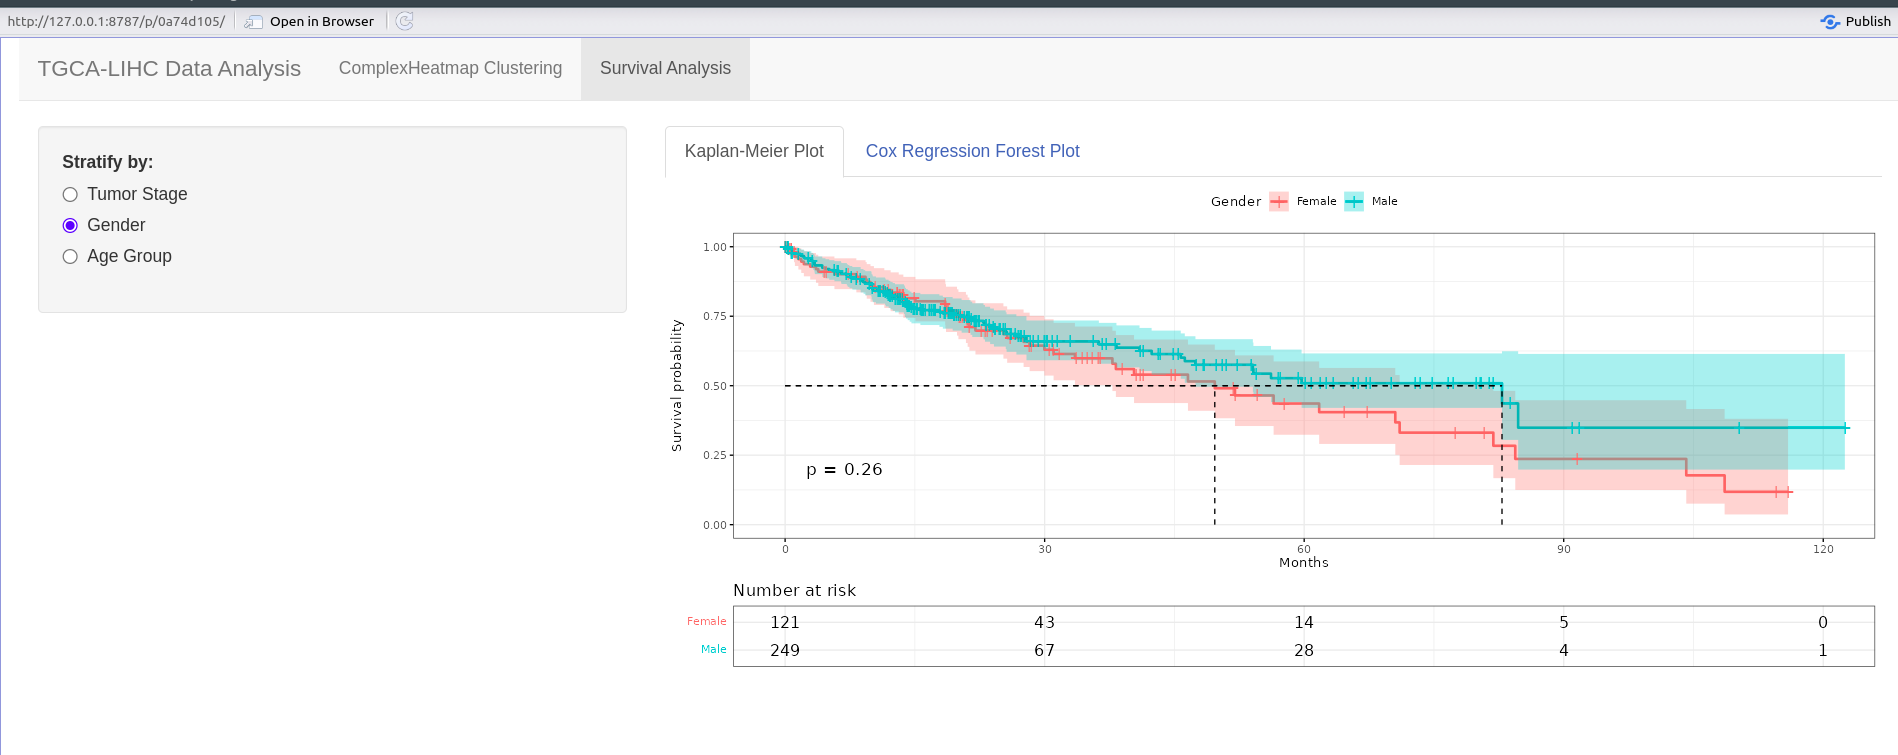 http://127.0.0.1:8787/p/0a74d105/ Open in Browser Publish
TGCA-LIHC Data Analysis ComplexHeatmap Clustering Survival Analysis
Stratify by:
Tumor Stage
Gender
Age Group
Kaplan-Meier Plot Cox Regression Forest Plot
Gender Female Male
1.00
0.75
0.50
0.25
0.00
Survival probability
p = 0.26
0 30 60 90 120
Months
Number at risk
Female 121 43 14 5 0
Male 249 67 28 4 1